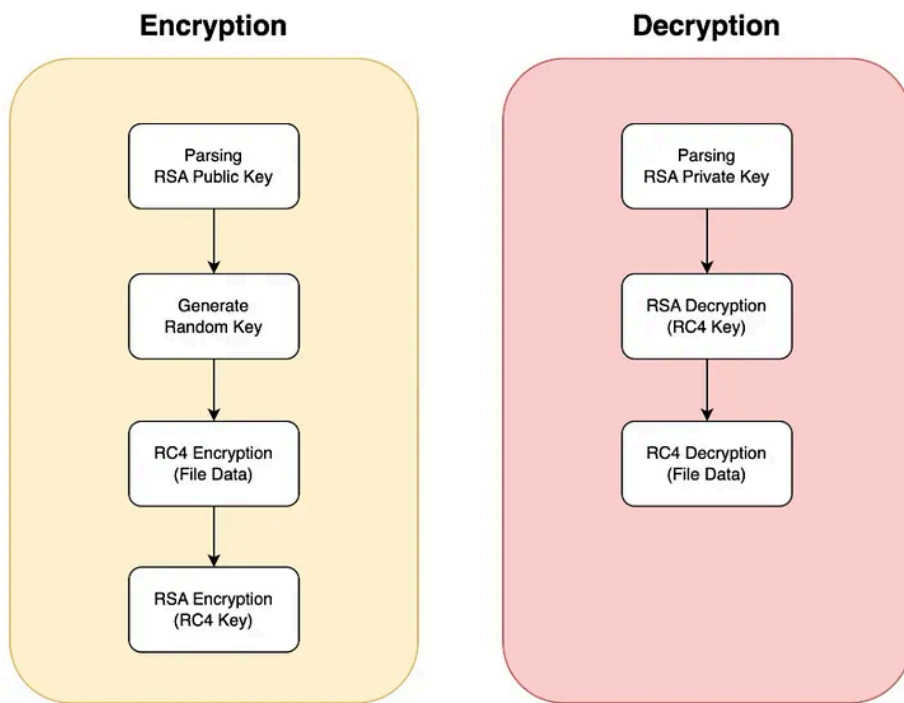 Encryption
Parsing
RSA Public Key
Generate
Random Key
RC4 Encryption
(File Data)
RSA Encryption
(RC4 Key)
Decryption
Parsing
RSA Private Key
RSA Decryption
(RC4 Key)
RC4 Decryption
(File Data)